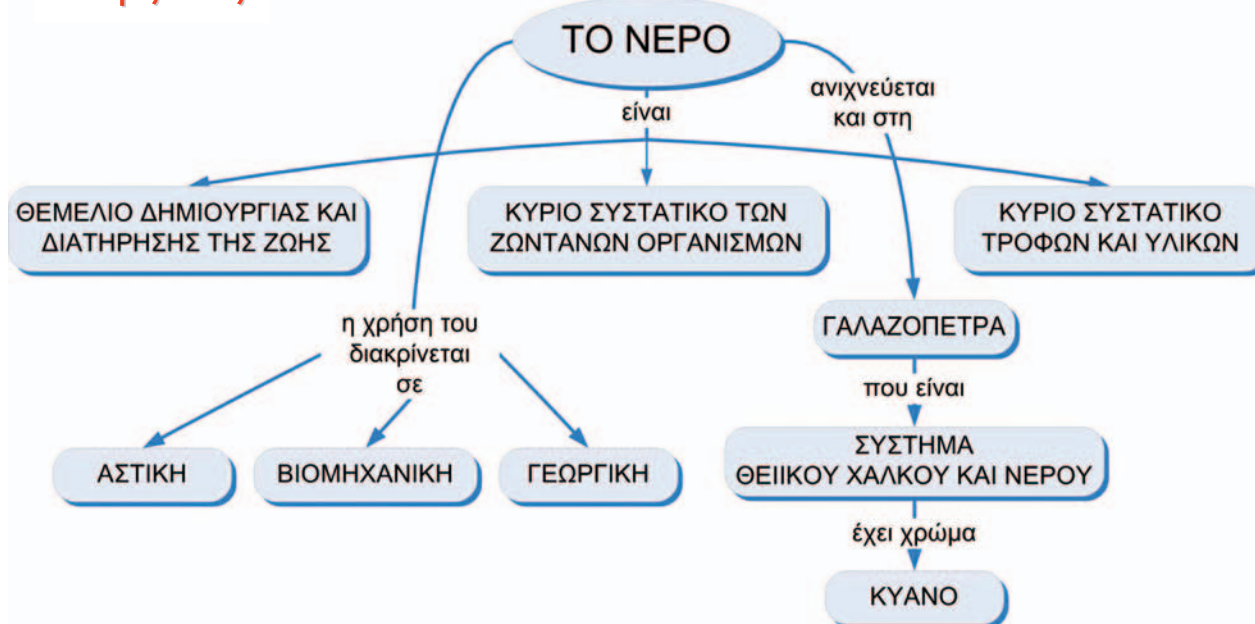 ΤΟ ΝΕΡΟ
είναι
ανιχνεύεται
και στη
ΘΕΜΕΛΙΟ ΔΗΜΙΟΥΡΓΙΑΣ ΚΑΙ
ΔΙΑΤΗΡΗΣΗΣ ΤΗΣ ΖΩΗΣ
ΚΥΡΙΟ ΣΥΣΤΑΤΙΚΟ ΤΩΝ
ΖΩΝΤΑΝΩΝ ΟΡΓΑΝΙΣΜΩΝ
ΚΥΡΙΟ ΣΥΣΤΑΤΙΚΟ
ΤΡΟΦΩΝ ΚΑΙ ΥΛΙΚΩΝ
η χρήση του
διακρίνεται
σε
ΑΣΤΙΚΗ
ΒΙΟΜΗΧΑΝΙΚΗ
ΓΕΩΡΓΙΚΗ
ΓΑΛΑΖΟΠΕΤΡΑ
που είναι
ΣΥΣΤΗΜΑ
ΘΕΙΙΚΟΥ ΧΑΛΚΟΥ ΚΑΙ ΝΕΡΟΥ
έχει χρώμα
ΚΥΑΝΟ